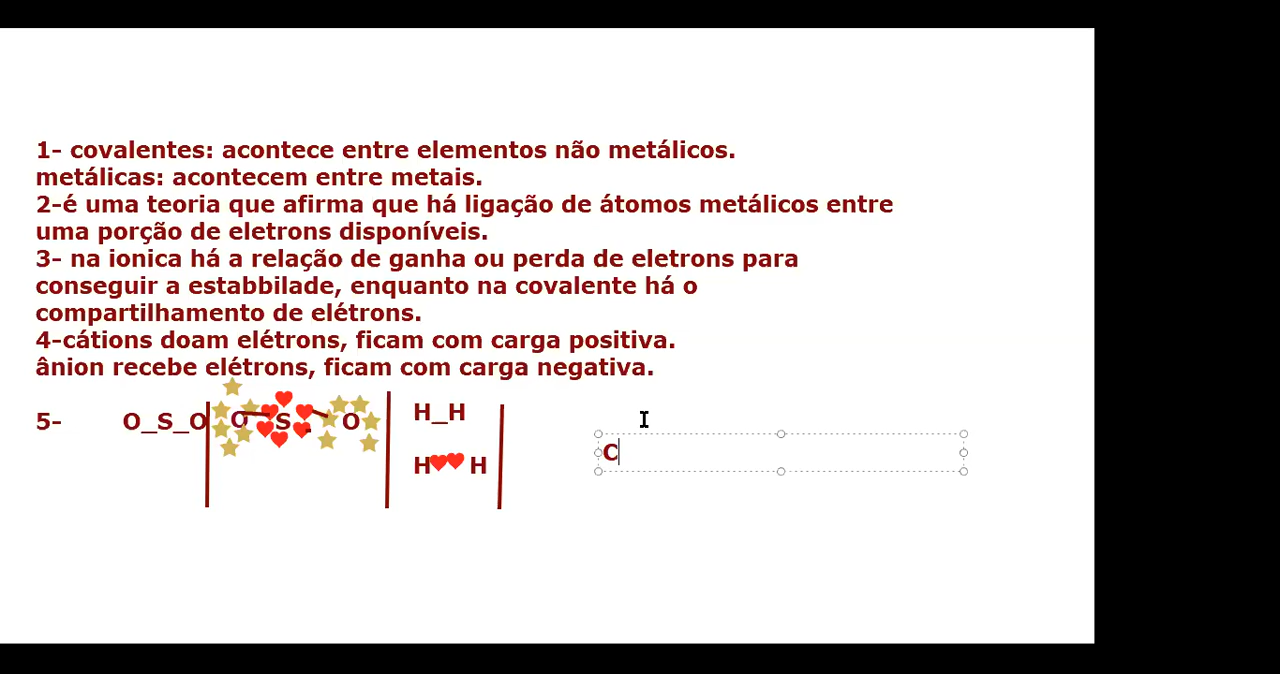 1- covalentes: acontece entre elementos não metálicos.
metálicas: acontecem entre metais.
2-é uma teoria que afirma que há ligação de átomos metálicos entre
uma porção de eletrons disponíveis.
3- na ionica há a relação de ganha ou perda de eletrons para
conseguir a estabbilade, enquanto na covalente há o
compartilhamento de elétrons.
4-cátions doam elétrons, ficam com carga positiva.
ânion recebe elétrons, ficam com carga negativa.
5- O_S_O O S O
H_H
H H
C